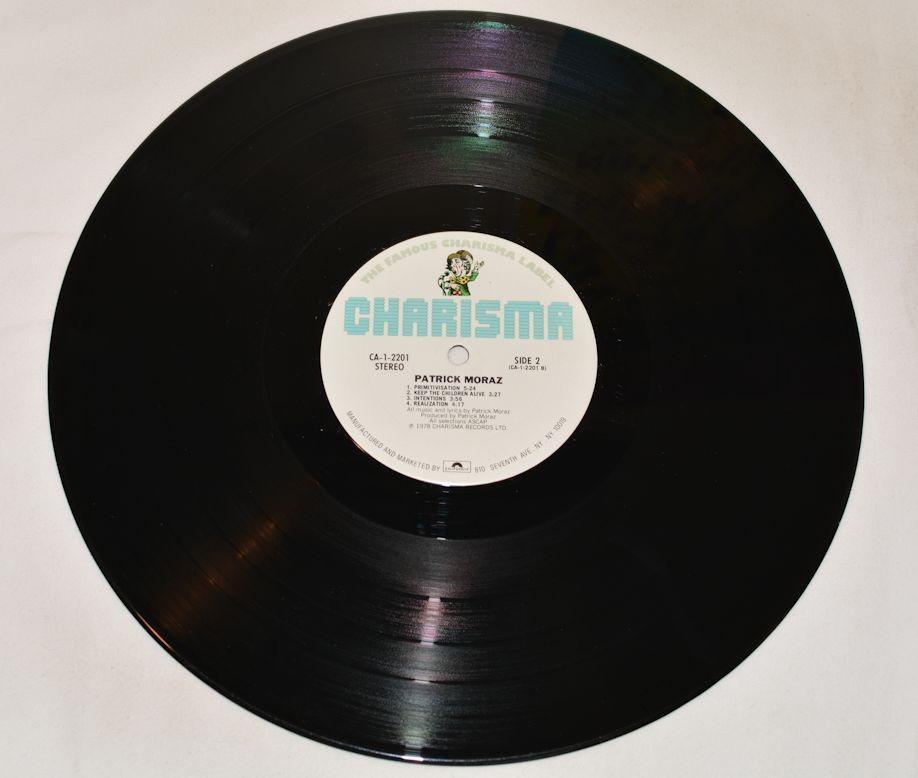 THE FAMOUS CHARISMA LABEL
CHARISMA
CA-1-2201
STEREO
SIDE 2
(CA-1-2201 B)
PATRICK MORAZ
1. PRIMITIVISATION 5:24
2. KEEP THE CHILDREN ALIVE 3:27
3. INTENTIONS 3:56
4. REALIZATION 4:17
All music and lyrics by Patrick Moraz
Produced by Patrick Moraz
All selections ASCAP
℗ 1978 CHARISMA RECORDS LTD.
MANUFACTURED AND MARKETED BY polydor 810 SEVENTH AVE., NY, NY 10019